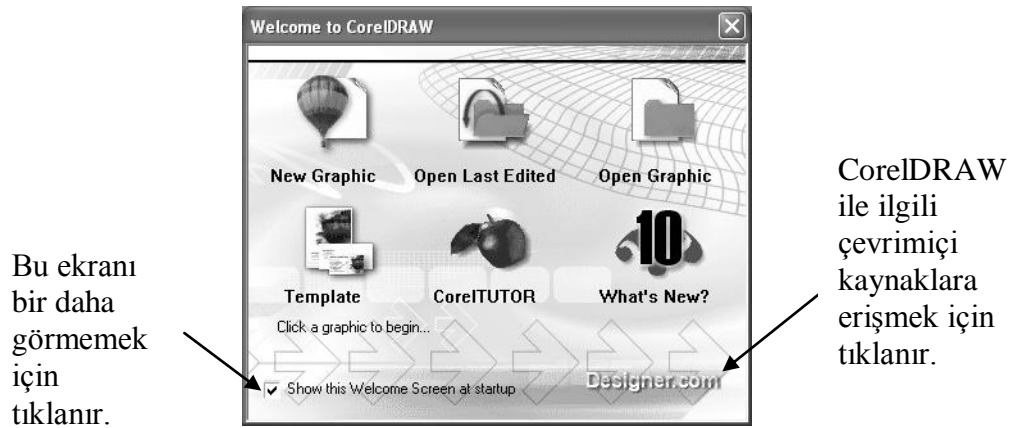 Welcome to CorelDRAW
New Graphic
Open Last Edited
Open Graphic
10
Template
CorelTUTOR
What's New?
Click a graphic to begin...
Show this Welcome Screen at startup
Designer.com
Bu ekranı
bir daha
görmemek
için
tıklanır.
CorelDRAW
ile ilgili
çevrimiçi
kaynaklara
erişmek için
tıklanır.